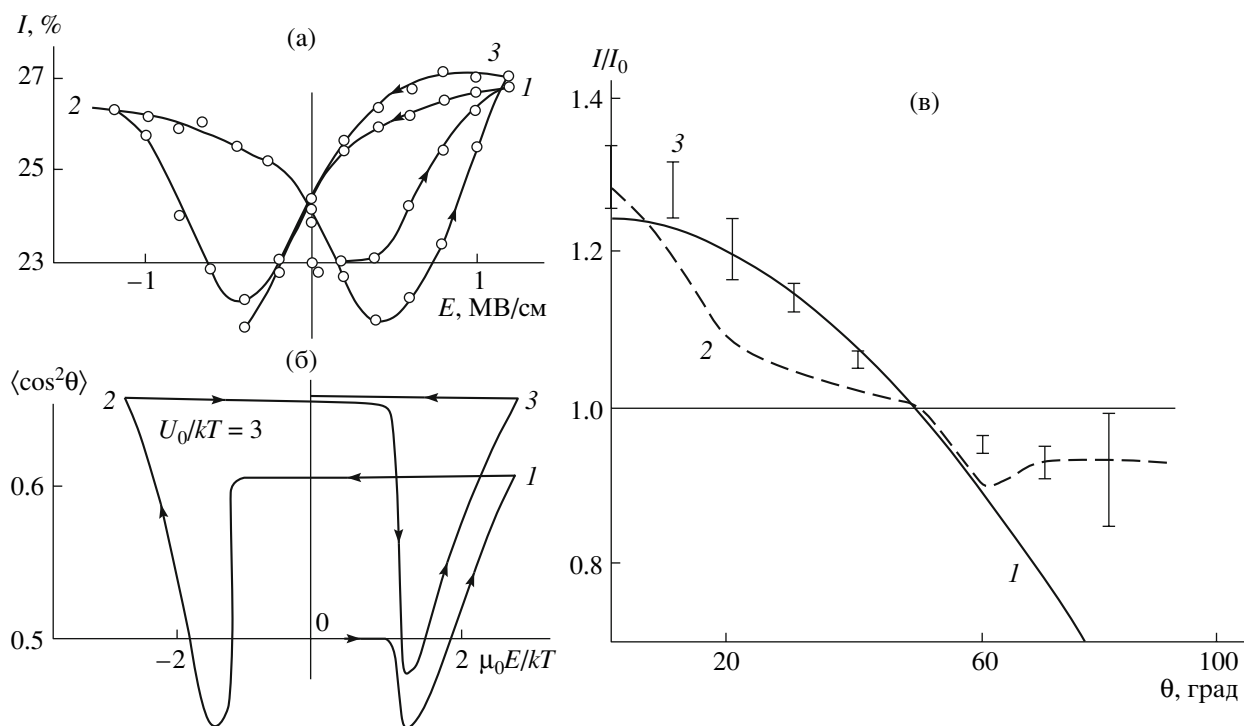 I, %
(а)
27
25
23
2
3
1
−1
1
E, МВ/см
(б)
⟨cos²θ⟩
2
3
U₀/kT = 3
1
0.6
0.5
0
−2
2
μ₀E/kT
I/I₀
(в)
1.4
3
1.2
2
1.0
1
0.8
20
60
100
θ, град